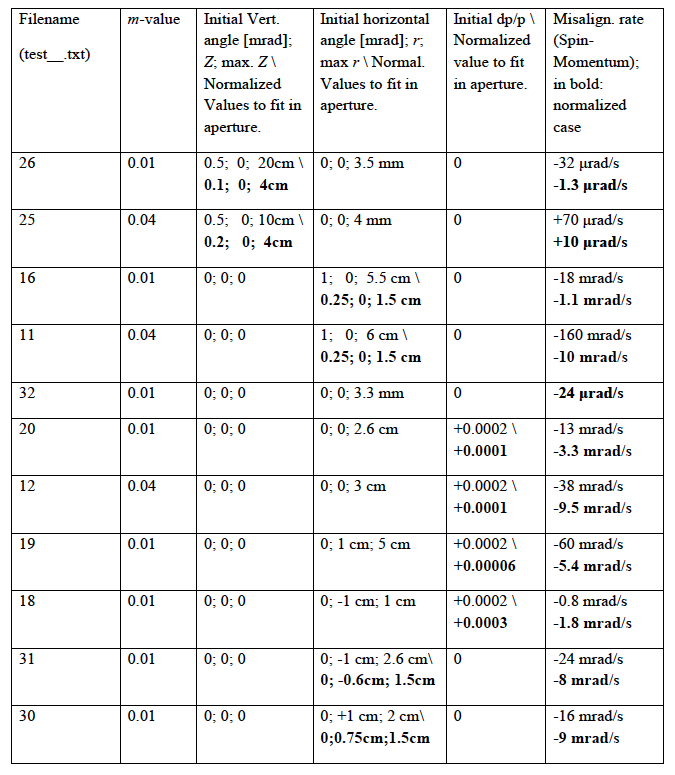 Filename
(test__.txt)
m-value
Initial Vert.
angle [mrad];
Z; max. Z \
Normalized
Values to fit in
aperture.
Initial horizontal
angle [mrad]; r;
max r \ Normal.
Values to fit in
aperture.
Initial dp/p \
Normalized
value to fit
in aperture.
Misalign. rate
(Spin-
Momentum);
in bold:
normalized
case
26
0.01
0.5; 0; 20cm \
0.1; 0; 4cm
0; 0; 3.5 mm
0
-32 μrad/s
-1.3 μrad/s
25
0.04
0.5; 0; 10cm \
0.2; 0; 4cm
0; 0; 4 mm
0
+70 μrad/s
+10 μrad/s
16
0.01
0; 0; 0
1; 0; 5.5 cm \
0.25; 0; 1.5 cm
0
-18 mrad/s
-1.1 mrad/s
11
0.04
0; 0; 0
1; 0; 6 cm \
0.25; 0; 1.5 cm
0
-160 mrad/s
-10 mrad/s
32
0.01
0; 0; 0
0; 0; 3.3 mm
0
-24 μrad/s
20
0.01
0; 0; 0
0; 0; 2.6 cm
+0.0002 \
+0.0001
-13 mrad/s
-3.3 mrad/s
12
0.04
0; 0; 0
0; 0; 3 cm
+0.0002 \
+0.0001
-38 mrad/s
-9.5 mrad/s
19
0.01
0; 0; 0
0; 1 cm; 5 cm
+0.0002 \
+0.00006
-60 mrad/s
-5.4 mrad/s
18
0.01
0; 0; 0
0; -1 cm; 1 cm
+0.0002 \
+0.0003
-0.8 mrad/s
-1.8 mrad/s
31
0.01
0; 0; 0
0; -1 cm; 2.6 cm\
0; -0.6cm; 1.5cm
0
-24 mrad/s
-8 mrad/s
30
0.01
0; 0; 0
0; +1 cm; 2 cm\
0;0.75cm;1.5cm
0
-16 mrad/s
-9 mrad/s